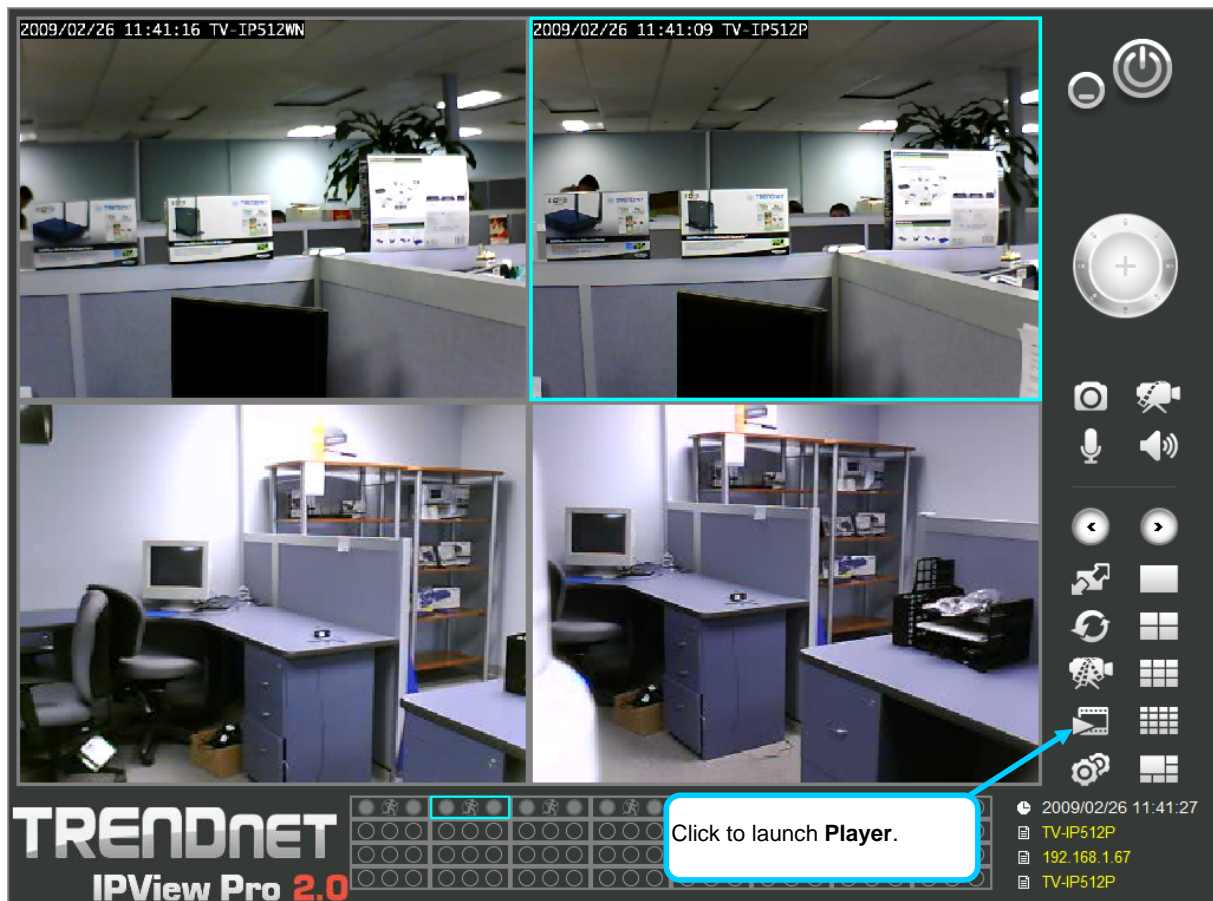 2009/02/26 11:41:16 TV-IP512WN
2009/02/26 11:41:09 TV-IP512P
TRENDNET
TRENDNET
TRENDnet
IPView Pro 2.0
Click to launch Player.
2009/02/26 11:41:27
TV-IP512P
192.168.1.67
TV-IP512P